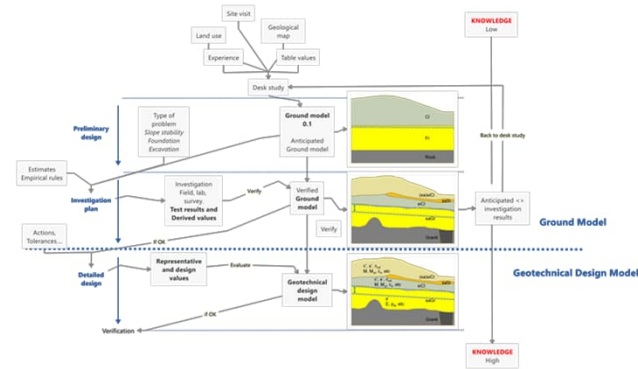 Site visit
KNOWLEDGE
Low
Land use
Geological
map
Experience
Table values
Desk study
Preliminary
design
Type of
problem
Slope stability
Foundation
Excavation
Ground model
0.1
Anticipated
Ground model
Back to desk study
Estimates
Empirical rules
Investigation
plan
Investigation
Field, lab,
survey,
Test results and
Derived values
Verify
Verified
Ground
model
Verify
Anticipated <>
investigation
results
Ground Model
Actions,
Tolerances...
if OK
Detailed
design
Representative
and design
values
Evaluate
Geotechnical
design
model
Geotechnical Design Model
if OK
Verification
KNOWLEDGE
High